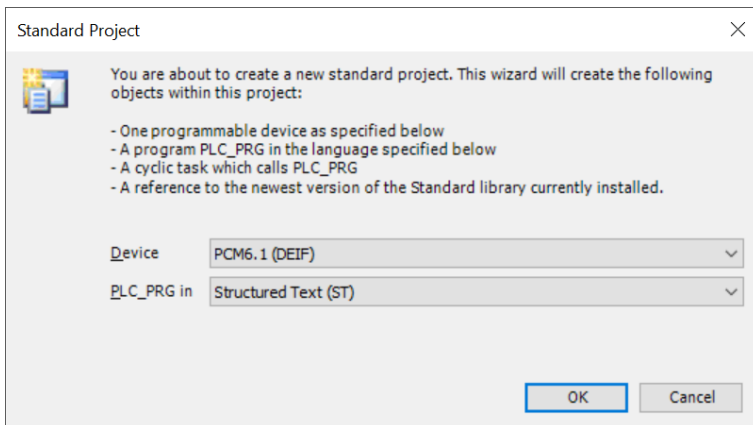 Standard Project
You are about to create a new standard project. This wizard will create the following
objects within this project:
- One programmable device as specified below
- A program PLC_PRG in the language specified below
- A cyclic task which calls PLC_PRG
- A reference to the newest version of the Standard library currently installed.
Device PCM6.1 (DEIF)
PLC_PRG in Structured Text (ST)
OK Cancel